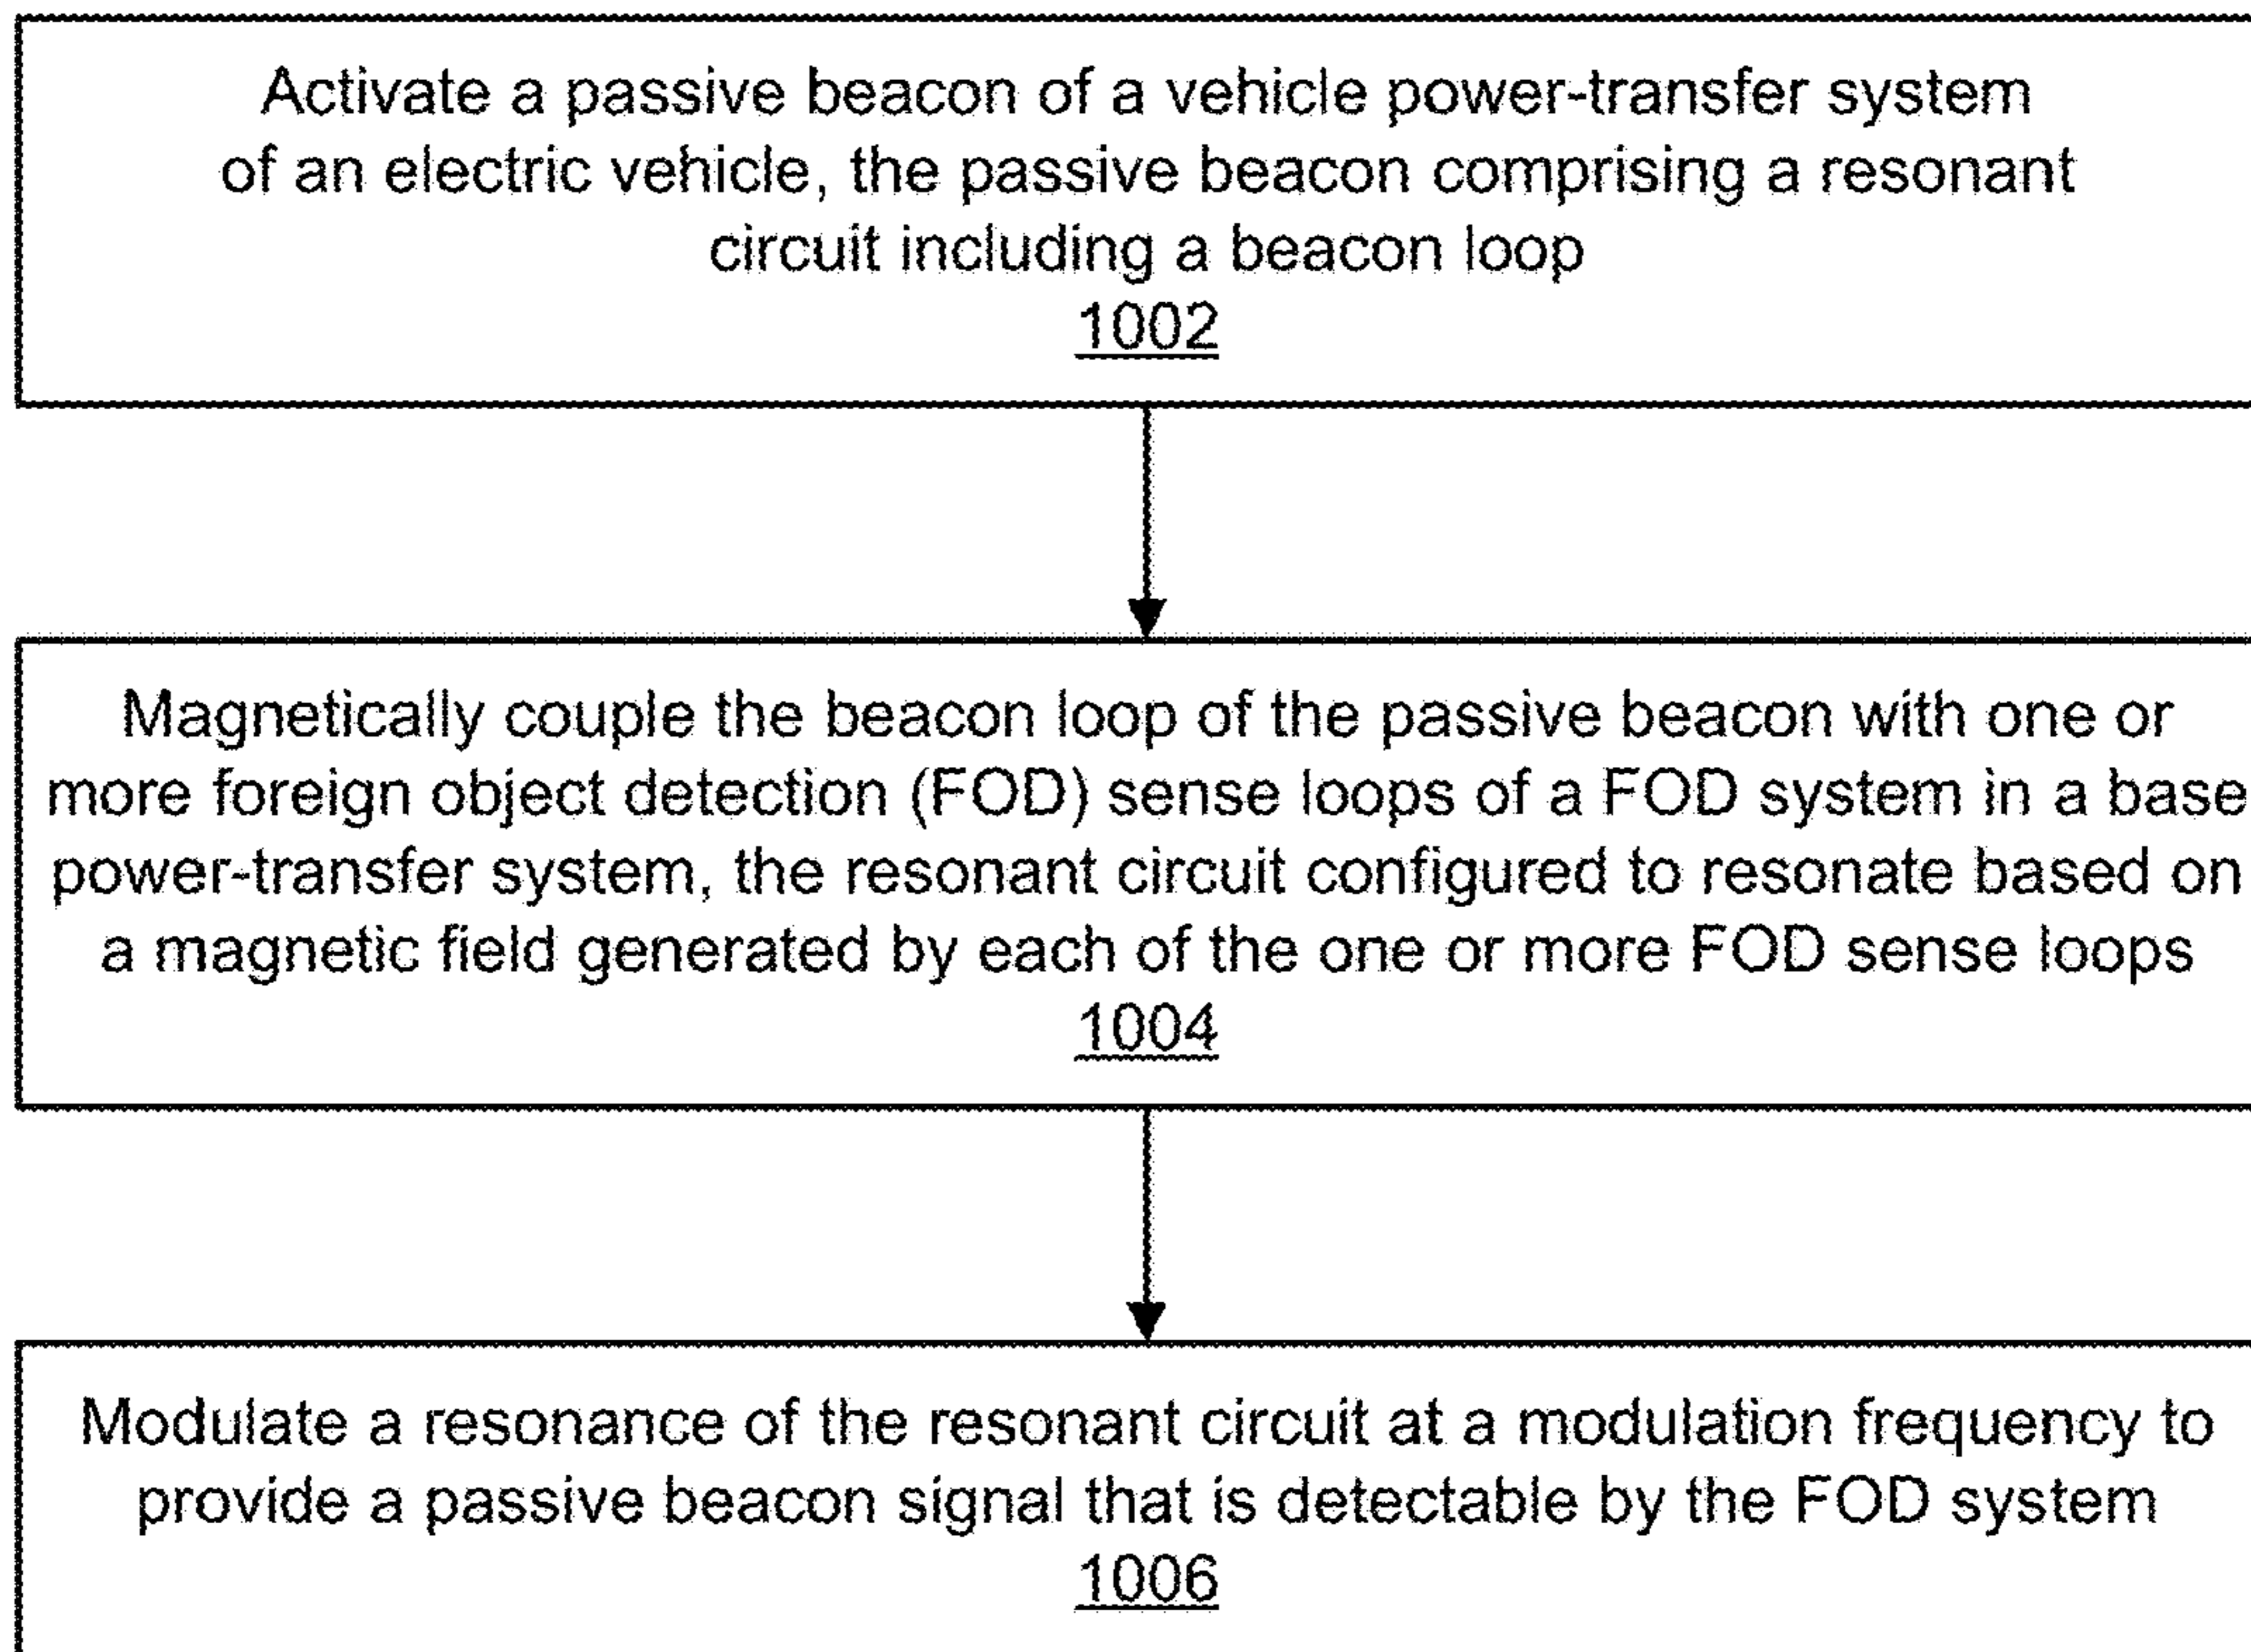 Activate a passive beacon of a vehicle power-transfer system
of an electric vehicle, the passive beacon comprising a resonant
circuit including a beacon loop
1002
Magnetically couple the beacon loop of the passive beacon with one or
more foreign object detection (FOD) sense loops of a FOD system in a base
power-transfer system, the resonant circuit configured to resonate based on
a magnetic field generated by each of the one or more FOD sense loops
1004
Modulate a resonance of the resonant circuit at a modulation frequency to
provide a passive beacon signal that is detectable by the FOD system
1006